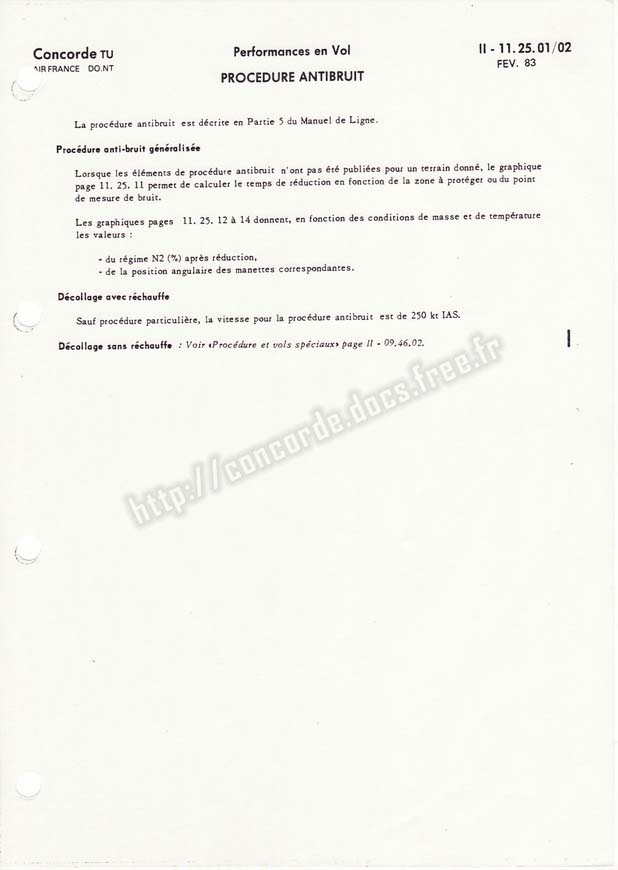 Concorde TU
AIR FRANCE DO.NT
Performances en Vol
PROCEDURE ANTIBRUIT
II - 11.25.01/02
FEV. 83
La procédure antibruit est décrite en Partie 5 du Manuel de Ligne.
Procédure anti-bruit généralisée
Lorsque les éléments de procédure antibruit n'ont pas été publiées pour un terrain donné, le graphique
page 11. 25. 11 permet de calculer le temps de réduction en fonction de la zone à protéger ou du point
de mesure de bruit.
Les graphiques pages 11. 25. 12 à 14 donnent, en fonction des conditions de masse et de température
les valeurs :
- du régime N2 (%) après réduction,
- de la position angulaire des manettes correspondantes.
Décollage avec réchauffe
Sauf procédure particulière, la vitesse pour la procédure antibruit est de 250 kt IAS.
Décollage sans réchauffe : Voir «Procédure et vols spéciaux» page II - 09.46.02.
http://concorde.docs.free.fr